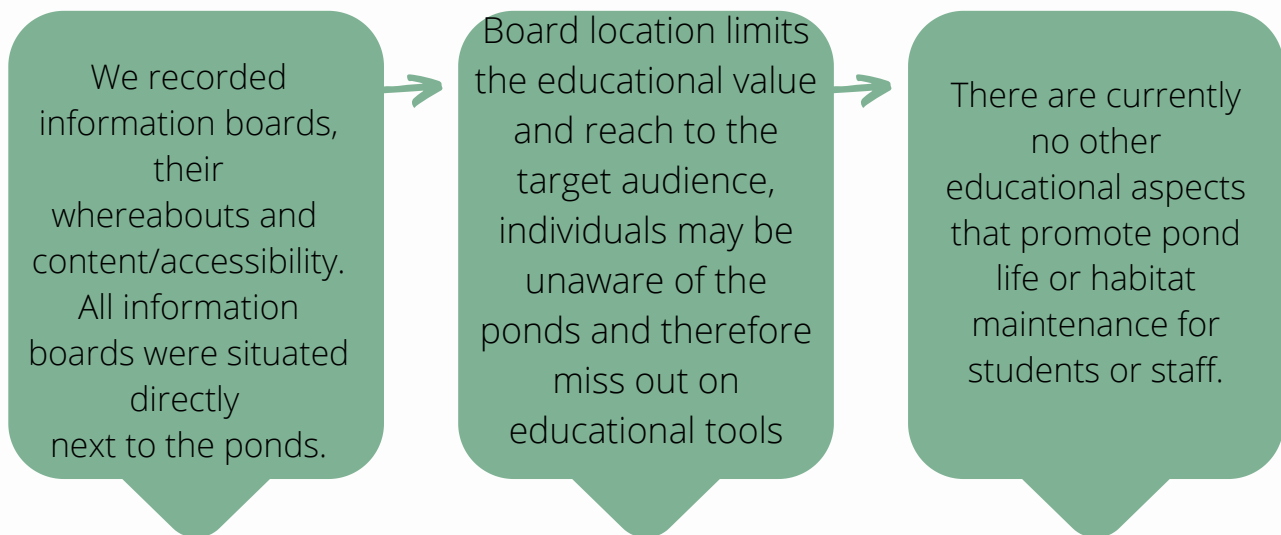 We recorded
information boards,
their
whereabouts and
content/accessibility.
All information
boards were situated
directly
next to the ponds.
Board location limits
the educational value
and reach to the
target audience,
individuals may be
unaware of the
ponds and therefore
miss out on
educational tools
There are currently
no other
educational aspects
that promote pond
life or habitat
maintenance for
students or staff.